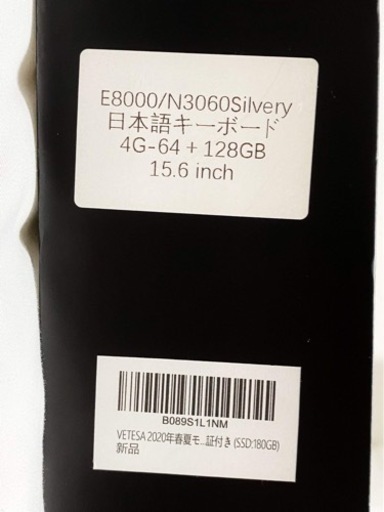 E8000/N3060Silvery
日本語キーボード
4G-64+128GB
15.6 inch
B089S1L1NM
VETESA 2020年春夏モ...証付き (SSD:180GB)
新品